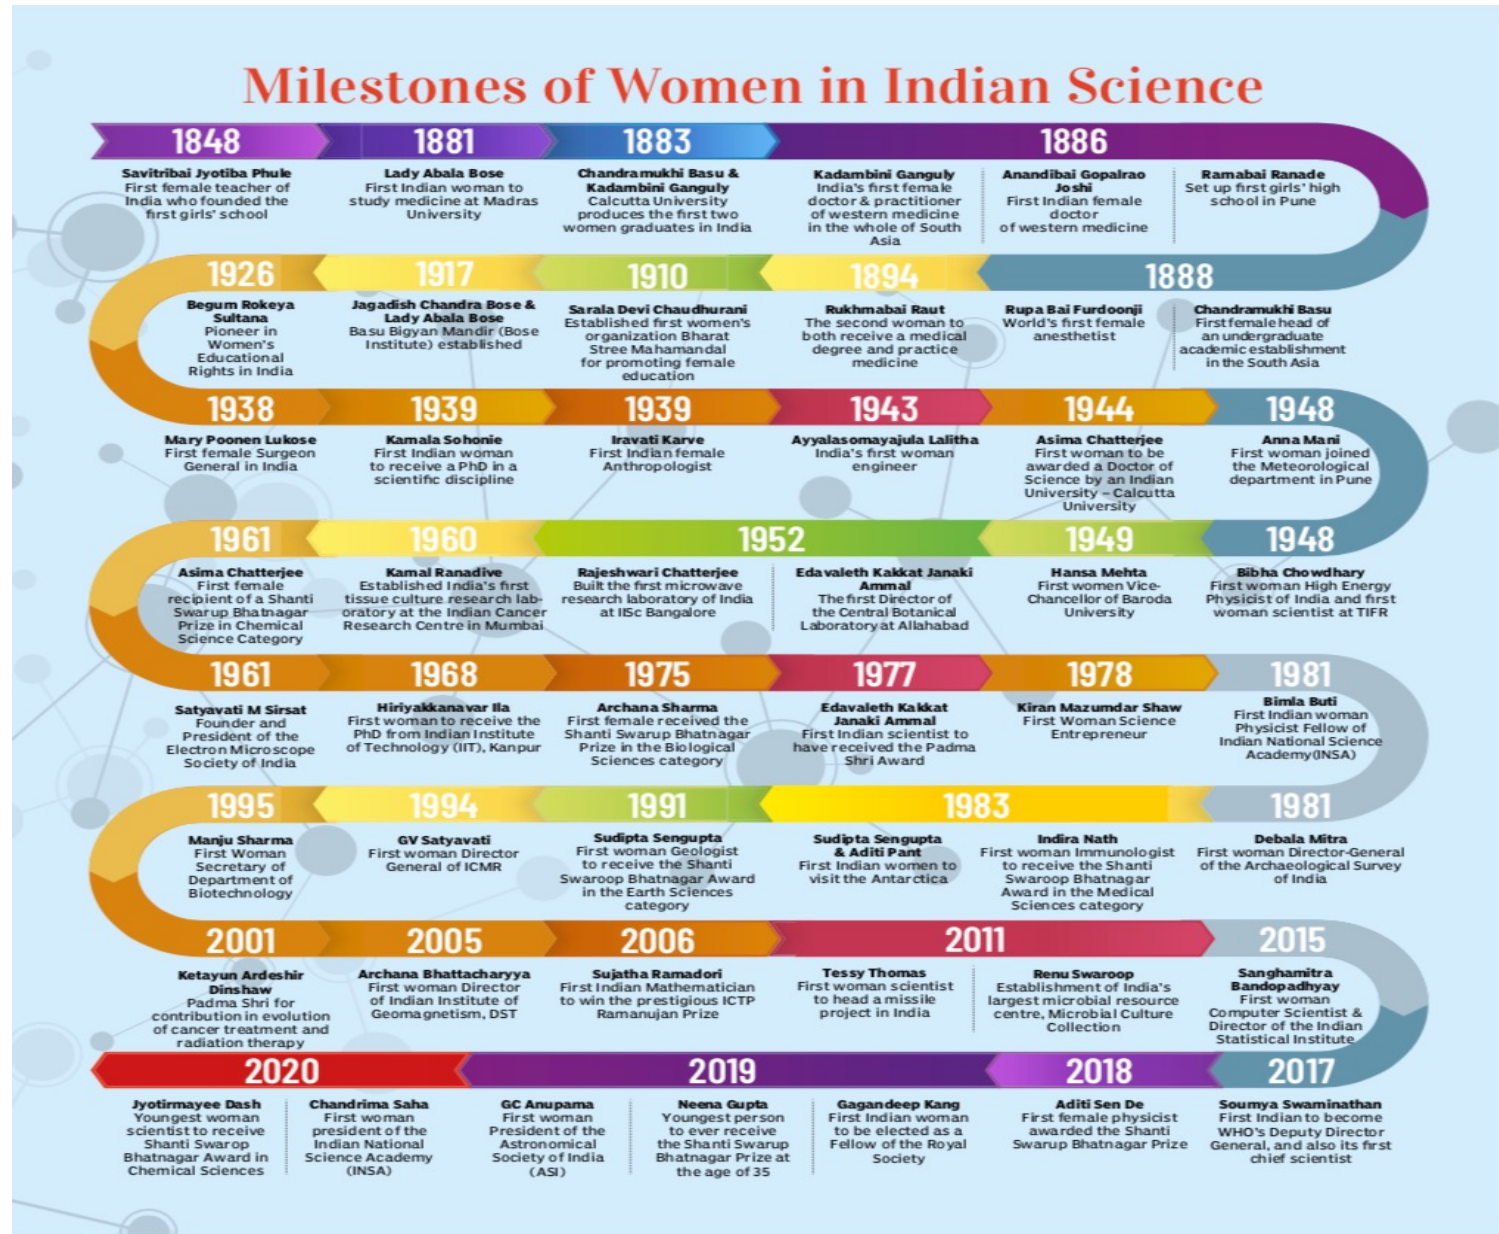 Milestones of Women in Indian Science
1848
Savitribai Jyotiba Phule
First female teacher of
India who founded the
first girls' school
1881
Lady Abala Bose
First Indian woman to
study medicine at Madras
University
1883
Chandramukhi Basu &
Kadambini Ganguly
Calcutta University
produces the first two
women graduates in India
1886
Kadambini Ganguly
India's first female
doctor & practitioner
of western medicine
in the whole of South
Asia
Anandibai Gopalrao
Joshi
First Indian female
doctor
of western medicine
Ramabai Ranade
Set up first girls' high
school in Pune
1888
Chandramukhi Basu
First female head of
an undergraduate
academic establishment
in the South Asia
Rupa Bai Furdoonji
World's first female
anesthetist
1894
Rukhmabai Raut
The second woman to
both receive a medical
degree and practice
medicine
1910
Sarala Devi Chaudhurani
Established first women's
organization Bharat
Stree Mahamandal
for promoting female
education
1917
Jagadish Chandra Bose &
Lady Abala Bose
Basu Bigyan Mandir (Bose
Institute) established
1926
Begum Rokeya
Sultana
Pioneer in
Women's
Educational
Rights in India
1938
Mary Poonen Lukose
First female Surgeon
General in India
1939
Kamala Sohonie
First Indian woman
to receive a PhD in a
scientific discipline
1939
Iravati Karve
First Indian female
Anthropologist
1943
Ayyalasomayajula Lalitha
India's first woman
engineer
1944
Asima Chatterjee
First woman to be
awarded a Doctor of
Science by an Indian
University – Calcutta
University
1948
Anna Mani
First woman joined
the Meteorological
department in Pune
1948
Bibha Chowdhary
First woman High Energy
Physicist of India and first
woman scientist at TIFR
1949
Hansa Mehta
First women Vice-
Chancellor of Baroda
University
1952
Edavaleth Kakkat Janaki
Ammal
The first Director of
the Central Botanical
Laboratory at Allahabad
Rajeshwari Chatterjee
Built the first microwave
research laboratory of India
at IISc Bangalore
1960
Kamal Ranadive
Established India's first
tissue culture research lab-
oratory at the Indian Cancer
Research Centre in Mumbai
1961
Asima Chatterjee
First female
recipient of a Shanti
Swarup Bhatnagar
Prize in Chemical
Science Category
1961
Satyavati M Sirsat
Founder and
President of the
Electron Microscope
Society of India
1968
Hiriyakkanavar Ila
First woman to receive the
PhD from Indian Institute
of Technology (IIT), Kanpur
1975
Archana Sharma
First female received the
Shanti Swarup Bhatnagar
Prize in the Biological
Sciences category
1977
Edavaleth Kakkat
Janaki Ammal
First Indian scientist to
have received the Padma
Shri Award
1978
Kiran Mazumdar Shaw
First Woman Science
Entrepreneur
1981
Bimla Buti
First Indian woman
Physicist Fellow of
Indian National Science
Academy(INSA)
1981
Debala Mitra
First woman Director-General
of the Archaeological Survey
of India
1983
Indira Nath
First woman Immunologist
to receive the Shanti
Swaroop Bhatnagar
Award in the Medical
Sciences category
Sudipta Sengupta
& Aditi Pant
First Indian women to
visit the Antarctica
1991
Sudipta Sengupta
First woman Geologist
to receive the Shanti
Swaroop Bhatnagar Award
in the Earth Sciences
category
1994
GV Satyavati
First woman Director
General of ICMR
1995
Manju Sharma
First Woman
Secretary of
Department of
Biotechnology
2001
Ketayun Ardeshir
Dinshaw
Padma Shri for
contribution in evolution
of cancer treatment and
radiation therapy
2005
Archana Bhattacharyya
First woman Director
of Indian Institute of
Geomagnetism, DST
2006
Sujatha Ramadori
First Indian Mathematician
to win the prestigious ICTP
Ramanujan Prize
2011
Tessy Thomas
First woman scientist
to head a missile
project in India
Renu Swaroop
Establishment of India's
largest microbial resource
centre, Microbial Culture
Collection
2015
Sanghamitra
Bandopadhyay
First woman
Computer Scientist &
Director of the Indian
Statistical Institute
2017
Soumya Swaminathan
First Indian to become
WHO's Deputy Director
General, and also its first
chief scientist
2018
Aditi Sen De
First female physicist
awarded the Shanti
Swarup Bhatnagar Prize
2019
Gagandeep Kang
First Indian woman
to be elected as a
Fellow of the Royal
Society
Neena Gupta
Youngest person
to ever receive
the Shanti Swarup
Bhatnagar Prize at
the age of 35
GC Anupama
First woman
President of the
Astronomical
Society of India
(ASI)
2020
Chandrima Saha
First woman
president of the
Indian National
Science Academy
(INSA)
Jyotirmayee Dash
Youngest woman
scientist to receive
Shanti Swarop
Bhatnagar Award in
Chemical Sciences